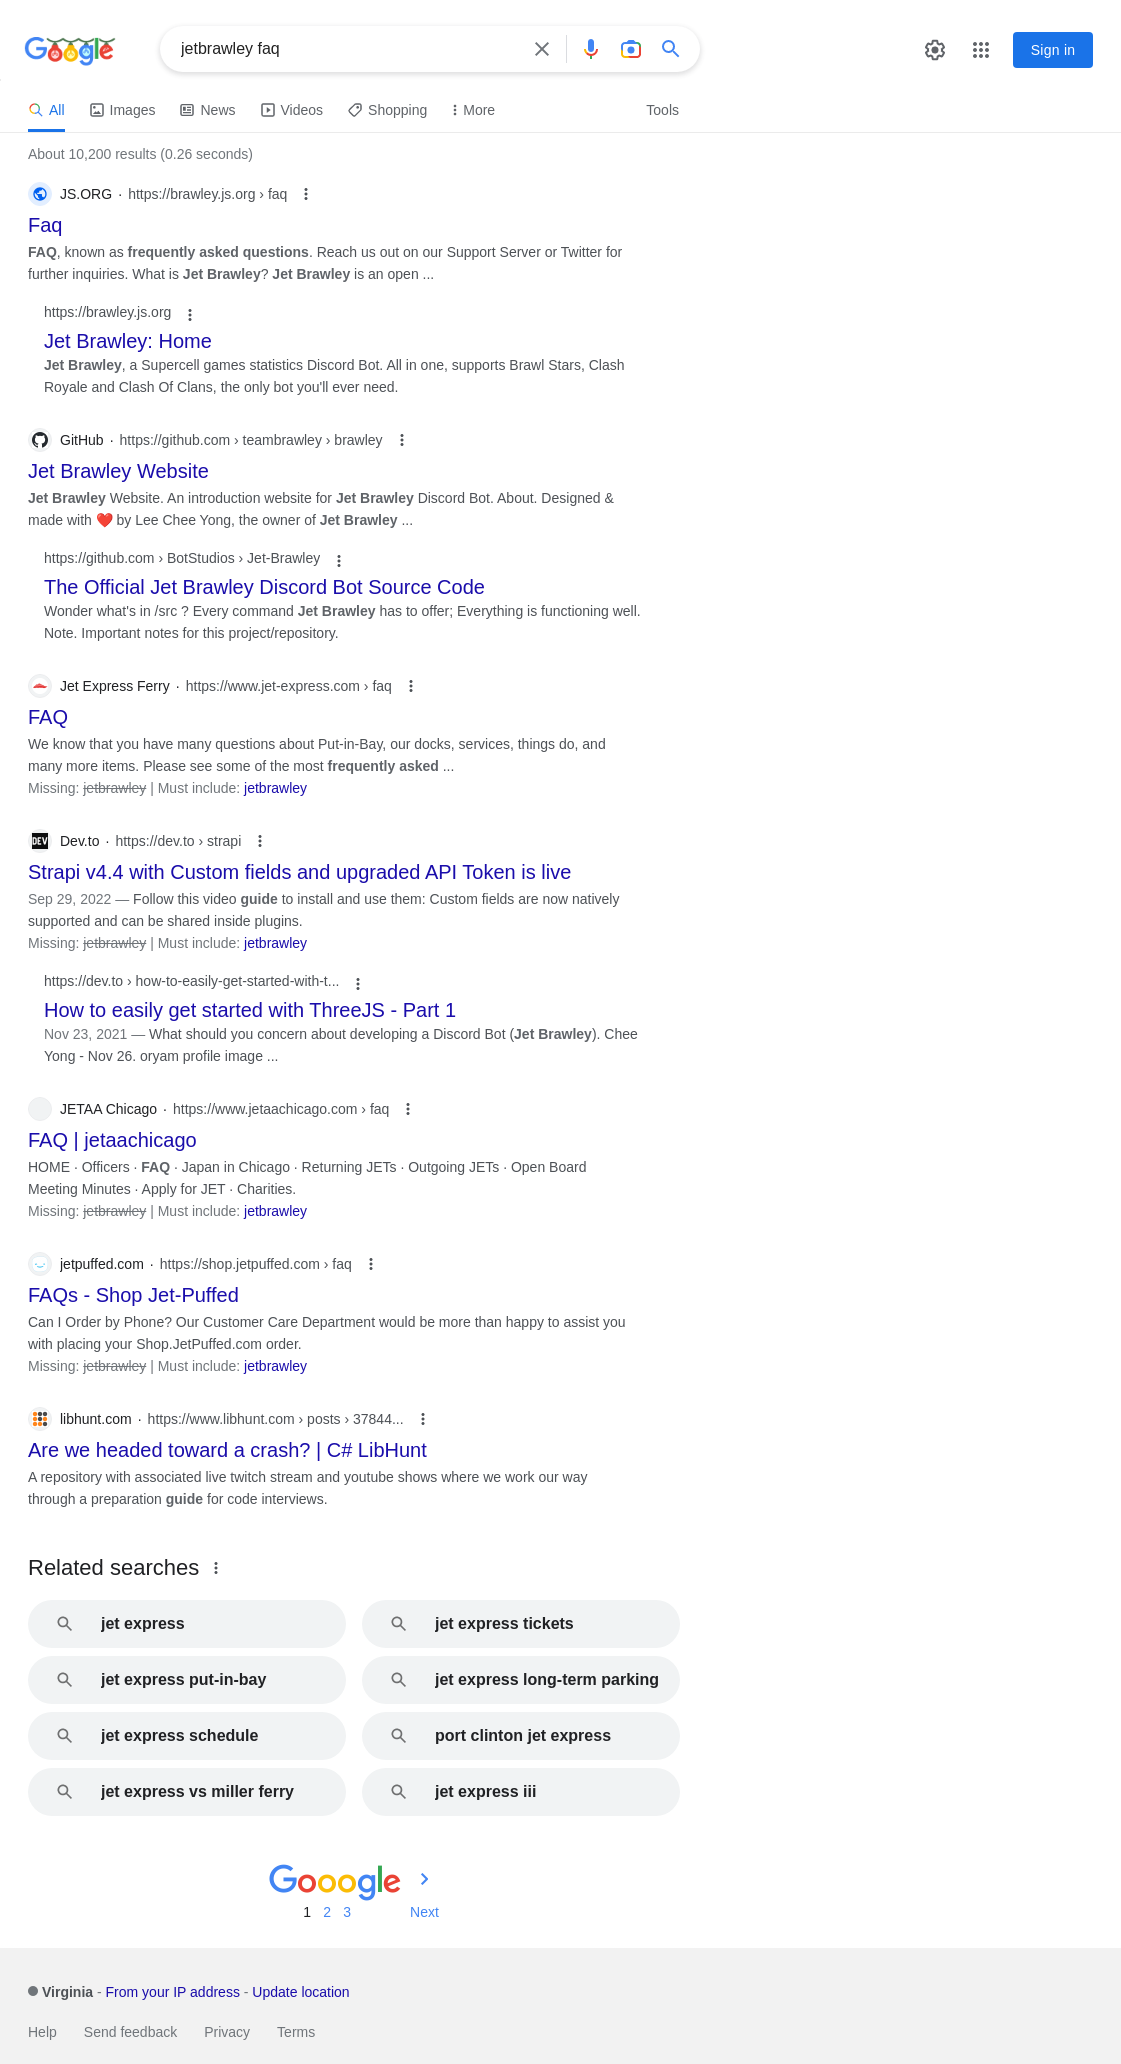 Google
jetbrawley faq
Sign in
All
Images
News
Videos
Shopping
More
Tools
About 10,200 results (0.26 seconds)
JS.ORG · https://brawley.js.org › faq
Faq
FAQ, known as frequently asked questions. Reach us out on our Support Server or Twitter for
further inquiries. What is Jet Brawley? Jet Brawley is an open ...
https://brawley.js.org
Jet Brawley: Home
Jet Brawley, a Supercell games statistics Discord Bot. All in one, supports Brawl Stars, Clash
Royale and Clash Of Clans, the only bot you'll ever need.
GitHub · https://github.com › teambrawley › brawley
Jet Brawley Website
Jet Brawley Website. An introduction website for Jet Brawley Discord Bot. About. Designed &
made with ❤️ by Lee Chee Yong, the owner of Jet Brawley ...
https://github.com › BotStudios › Jet-Brawley
The Official Jet Brawley Discord Bot Source Code
Wonder what's in /src ? Every command Jet Brawley has to offer; Everything is functioning well.
Note. Important notes for this project/repository.
Jet Express Ferry · https://www.jet-express.com › faq
FAQ
We know that you have many questions about Put-in-Bay, our docks, services, things do, and
many more items. Please see some of the most frequently asked ...
Missing: jetbrawley | Must include: jetbrawley
DEV
Dev.to · https://dev.to › strapi
Strapi v4.4 with Custom fields and upgraded API Token is live
Sep 29, 2022 — Follow this video guide to install and use them: Custom fields are now natively
supported and can be shared inside plugins.
Missing: jetbrawley | Must include: jetbrawley
https://dev.to › how-to-easily-get-started-with-t...
How to easily get started with ThreeJS - Part 1
Nov 23, 2021 — What should you concern about developing a Discord Bot (Jet Brawley). Chee
Yong - Nov 26. oryam profile image ...
JETAA Chicago · https://www.jetaachicago.com › faq
FAQ | jetaachicago
HOME · Officers · FAQ · Japan in Chicago · Returning JETs · Outgoing JETs · Open Board
Meeting Minutes · Apply for JET · Charities.
Missing: jetbrawley | Must include: jetbrawley
jetpuffed.com · https://shop.jetpuffed.com › faq
FAQs - Shop Jet-Puffed
Can I Order by Phone? Our Customer Care Department would be more than happy to assist you
with placing your Shop.JetPuffed.com order.
Missing: jetbrawley | Must include: jetbrawley
libhunt.com · https://www.libhunt.com › posts › 37844...
Are we headed toward a crash? | C# LibHunt
A repository with associated live twitch stream and youtube shows where we work our way
through a preparation guide for code interviews.
Related searches
jet express
jet express tickets
jet express put-in-bay
jet express long-term parking
jet express schedule
port clinton jet express
jet express vs miller ferry
jet express iii
Gooogle
1 2 3 Next
Virginia - From your IP address - Update location
Help Send feedback Privacy Terms